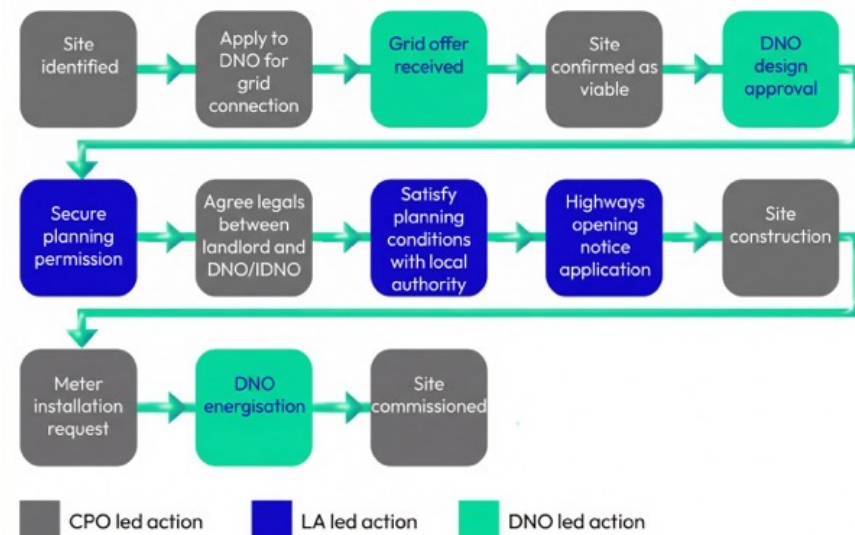 Site
identified
Apply to
DNO for
grid
connection
Grid offer
received
Site
confirmed as
viable
DNO
design
approval
Secure
planning
permission
Agree legals
between
landlord and
DNO/IDNO
Satisfy
planning
conditions
with local
authority
Highways
opening
notice
application
Site
construction
Meter
installation
request
DNO
energisation
Site
commissioned
CPO led action
LA led action
DNO led action